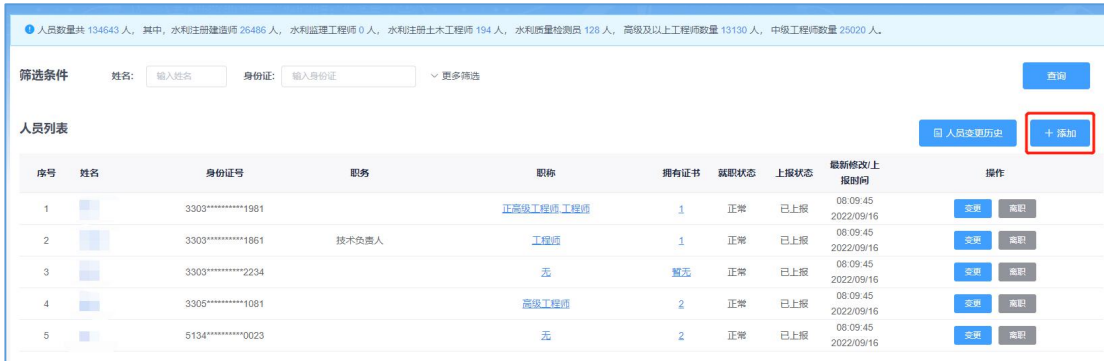 人员数量共 134643 人，其中，水利注册建造师 26486 人，水利监理工程师 0 人，水利注册土木工程师 194 人，水利质量检测员 128 人，高级及以上工程师数量 13130 人，中级工程师数量 25020 人。
筛选条件 姓名: 输入姓名 身份证: 输入身份证 更多筛选 查询
人员列表 人员变更历史 + 添加
序号 姓名 身份证号 职务 职称 拥有证书 就职状态 上报状态 最新修改/上报时间 操作
1 3303**********1981 正高级工程师,工程师 1 正常 已上报 08:09:45 2022/09/16 变更 离职
2 3303**********1861 技术负责人 工程师 1 正常 已上报 08:09:45 2022/09/16 变更 离职
3 3303**********2234 无 暂无 正常 已上报 08:09:45 2022/09/16 变更 离职
4 3305**********1081 高级工程师 2 正常 已上报 08:09:45 2022/09/16 变更 离职
5 5134**********0023 无 2 正常 已上报 08:09:45 2022/09/16 变更 离职